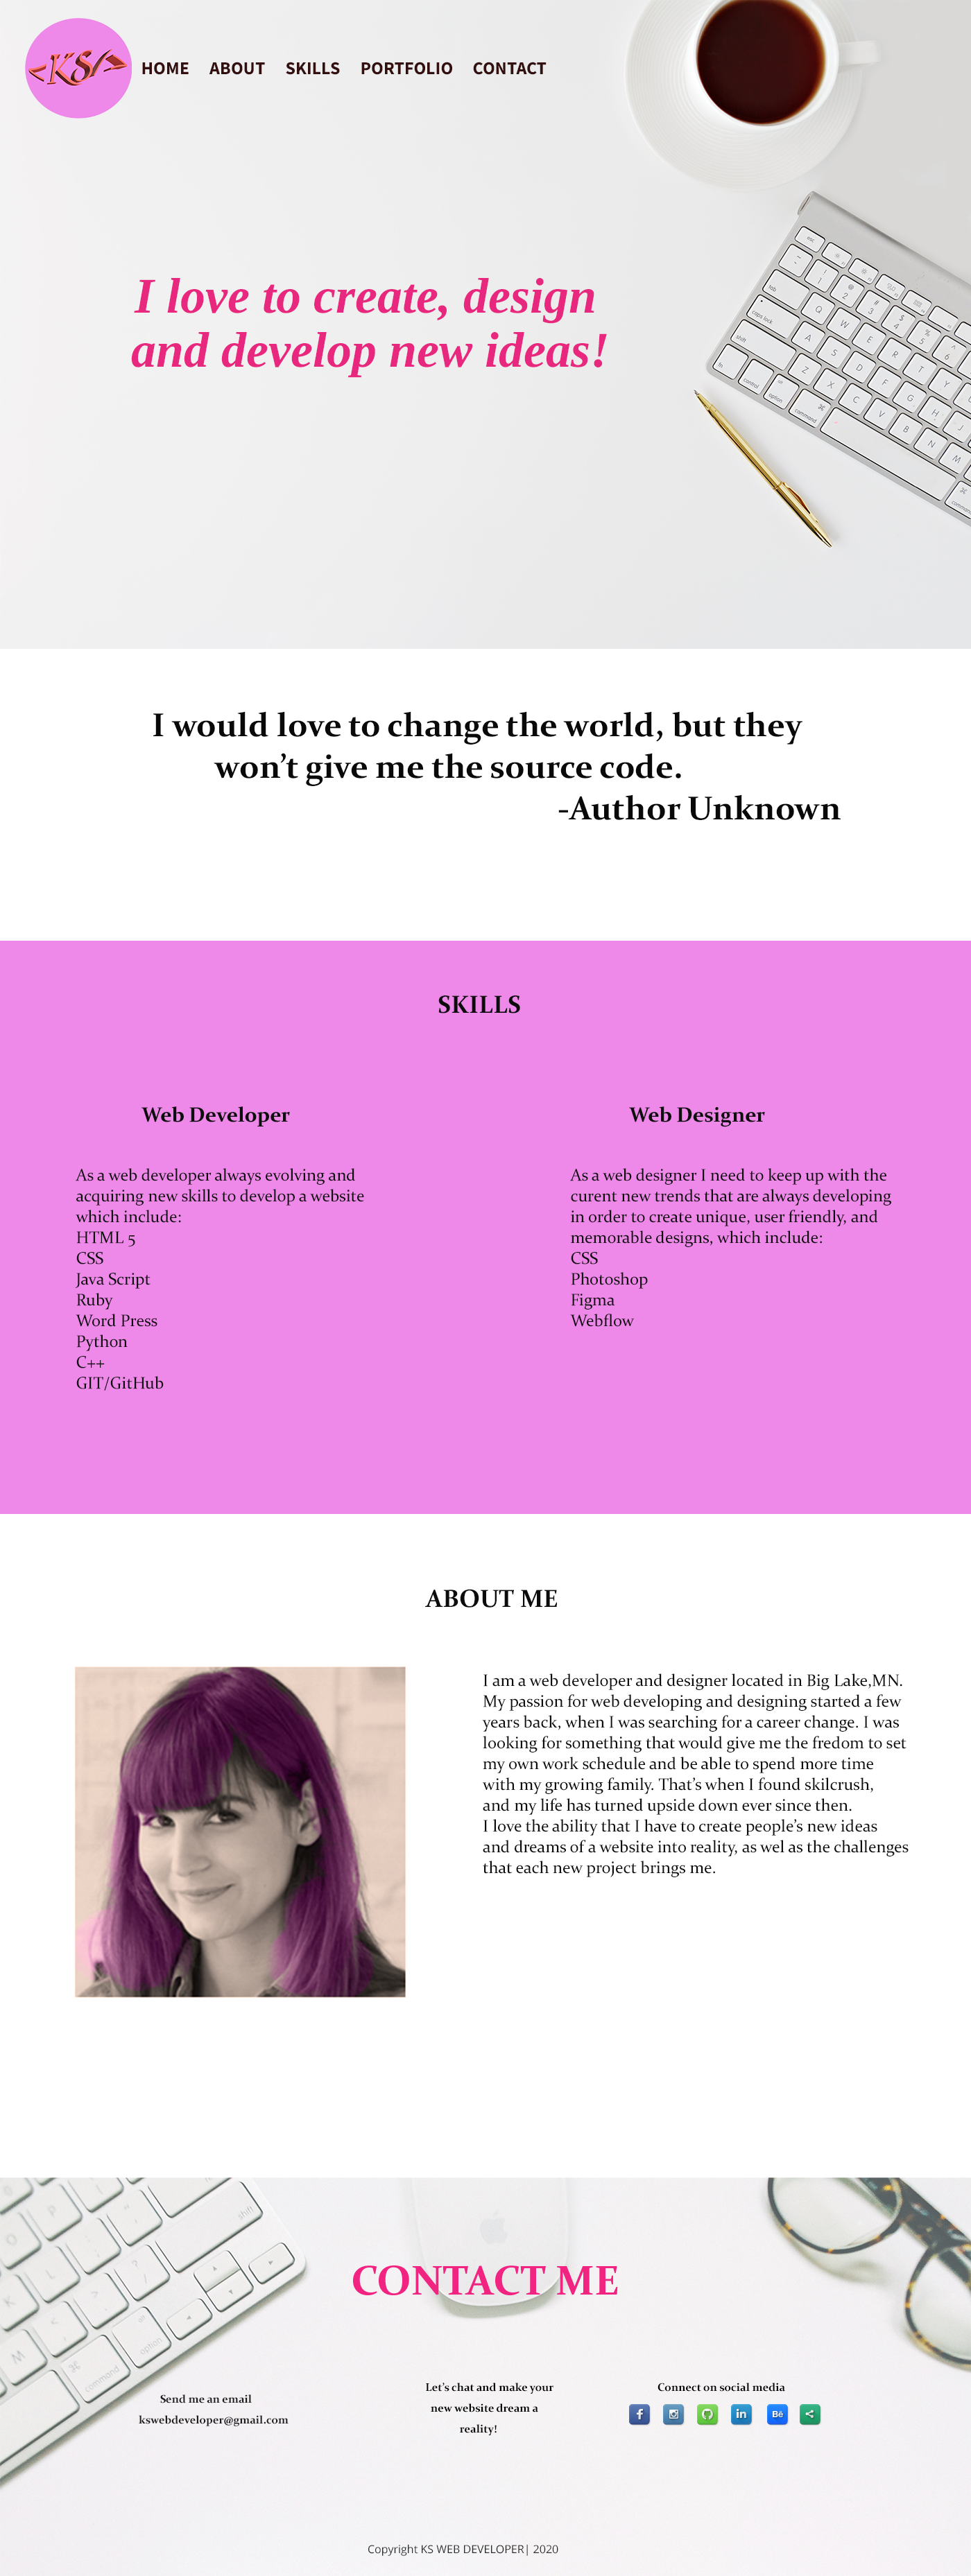 <KS/>
HOME ABOUT SKILLS PORTFOLIO CONTACT
I love to create, design
and develop new ideas!
I would love to change the world, but they
won’t give me the source code.
-Author Unknown
SKILLS
Web Developer
As a web developer always evolving and
acquiring new skills to develop a website
which include:
HTML 5
CSS
Java Script
Ruby
Word Press
Python
C++
GIT/GitHub
Web Designer
As a web designer I need to keep up with the
curent new trends that are always developing
in order to create unique, user friendly, and
memorable designs, which include:
CSS
Photoshop
Figma
Webflow
ABOUT ME
I am a web developer and designer located in Big Lake,MN.
My passion for web developing and designing started a few
years back, when I was searching for a career change. I was
looking for something that would give me the fredom to set
my own work schedule and be able to spend more time
with my growing family. That’s when I found skilcrush,
and my life has turned upside down ever since then.
I love the ability that I have to create people’s new ideas
and dreams of a website into reality, as wel as the challenges
that each new project brings me.
CONTACT ME
Send me an email
kswebdeveloper@gmail.com
Let’s chat and make your
new website dream a
reality!
Connect on social media
Copyright KS WEB DEVELOPER| 2020